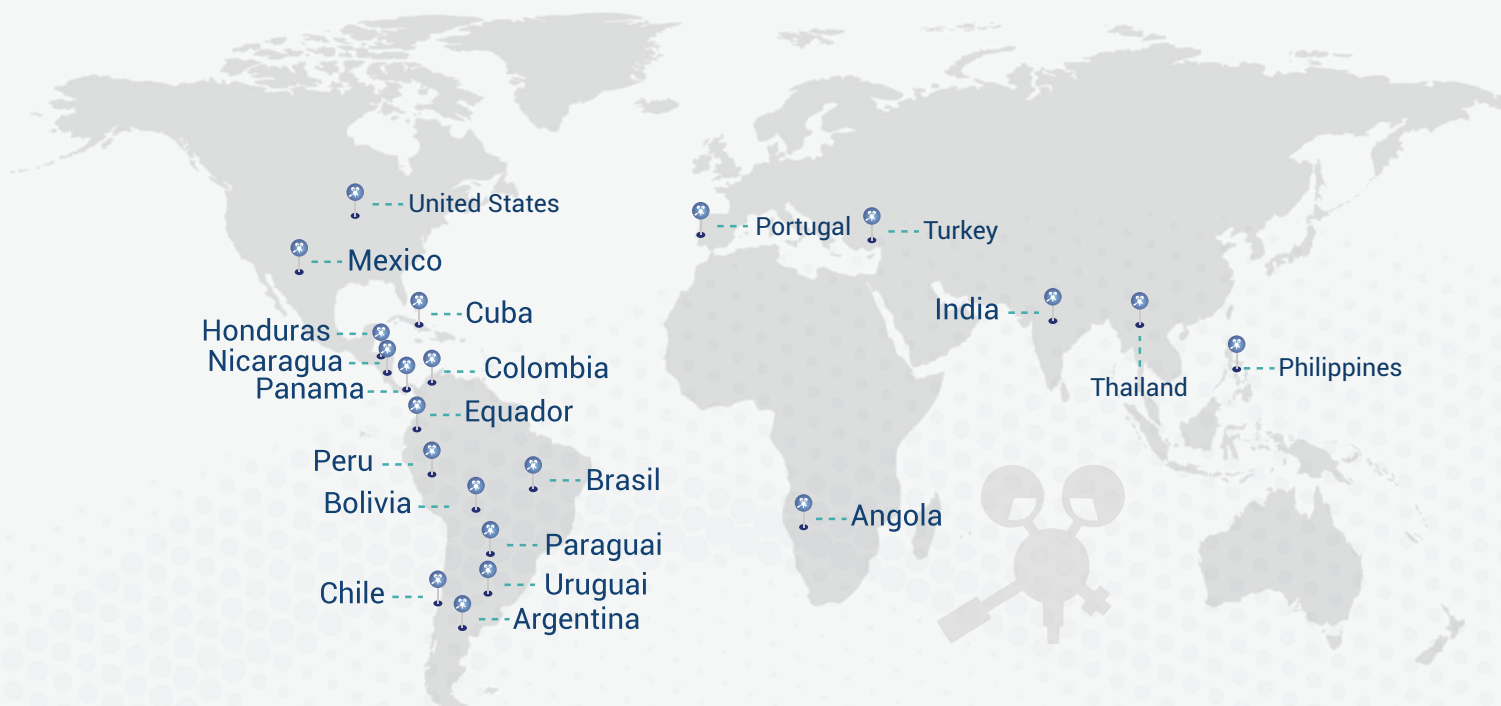 United States
Portugal
Turkey
Mexico
India
Cuba
Honduras
Nicaragua
Colombia
Philippines
Panama
Thailand
Equador
Peru
Brasil
Bolivia
Angola
Paraguai
Uruguai
Chile
Argentina